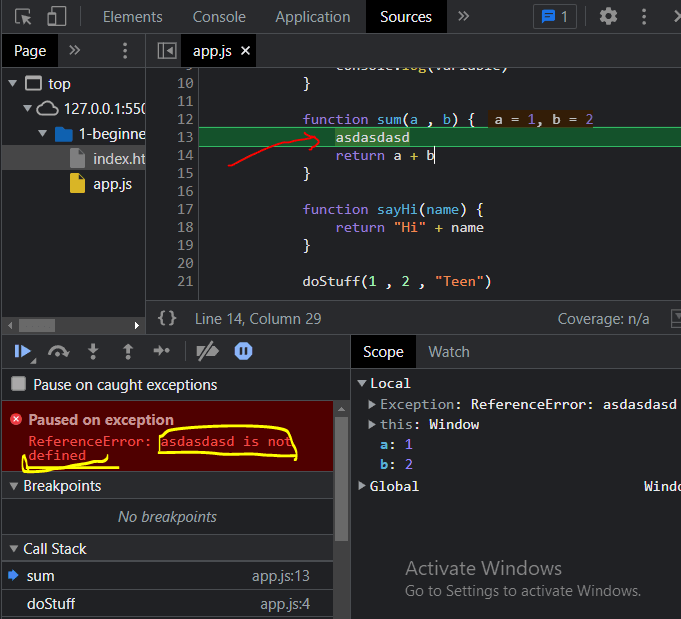 Elements Console Application Sources 1
Page app.js
top
127.0.0.1:550
1-beginne
index.ht
app.js
console.log(variable)
10 }
11
12 function sum(a , b) { a = 1, b = 2
13 asdasdasd
14 return a + b
15 }
16
17 function sayHi(name) {
18 return "Hi" + name
19 }
20
21 doStuff(1 , 2 , "Teen")
{} Line 14, Column 29 Coverage: n/a
Pause on caught exceptions
Paused on exception
ReferenceError: asdasdasd is not
defined
Breakpoints
No breakpoints
Call Stack
sum app.js:13
doStuff app.js:4
Scope Watch
Local
Exception: ReferenceError: asdasdasd
this: Window
a: 1
b: 2
Global Windo
Activate Windows
Go to Settings to activate Windows.